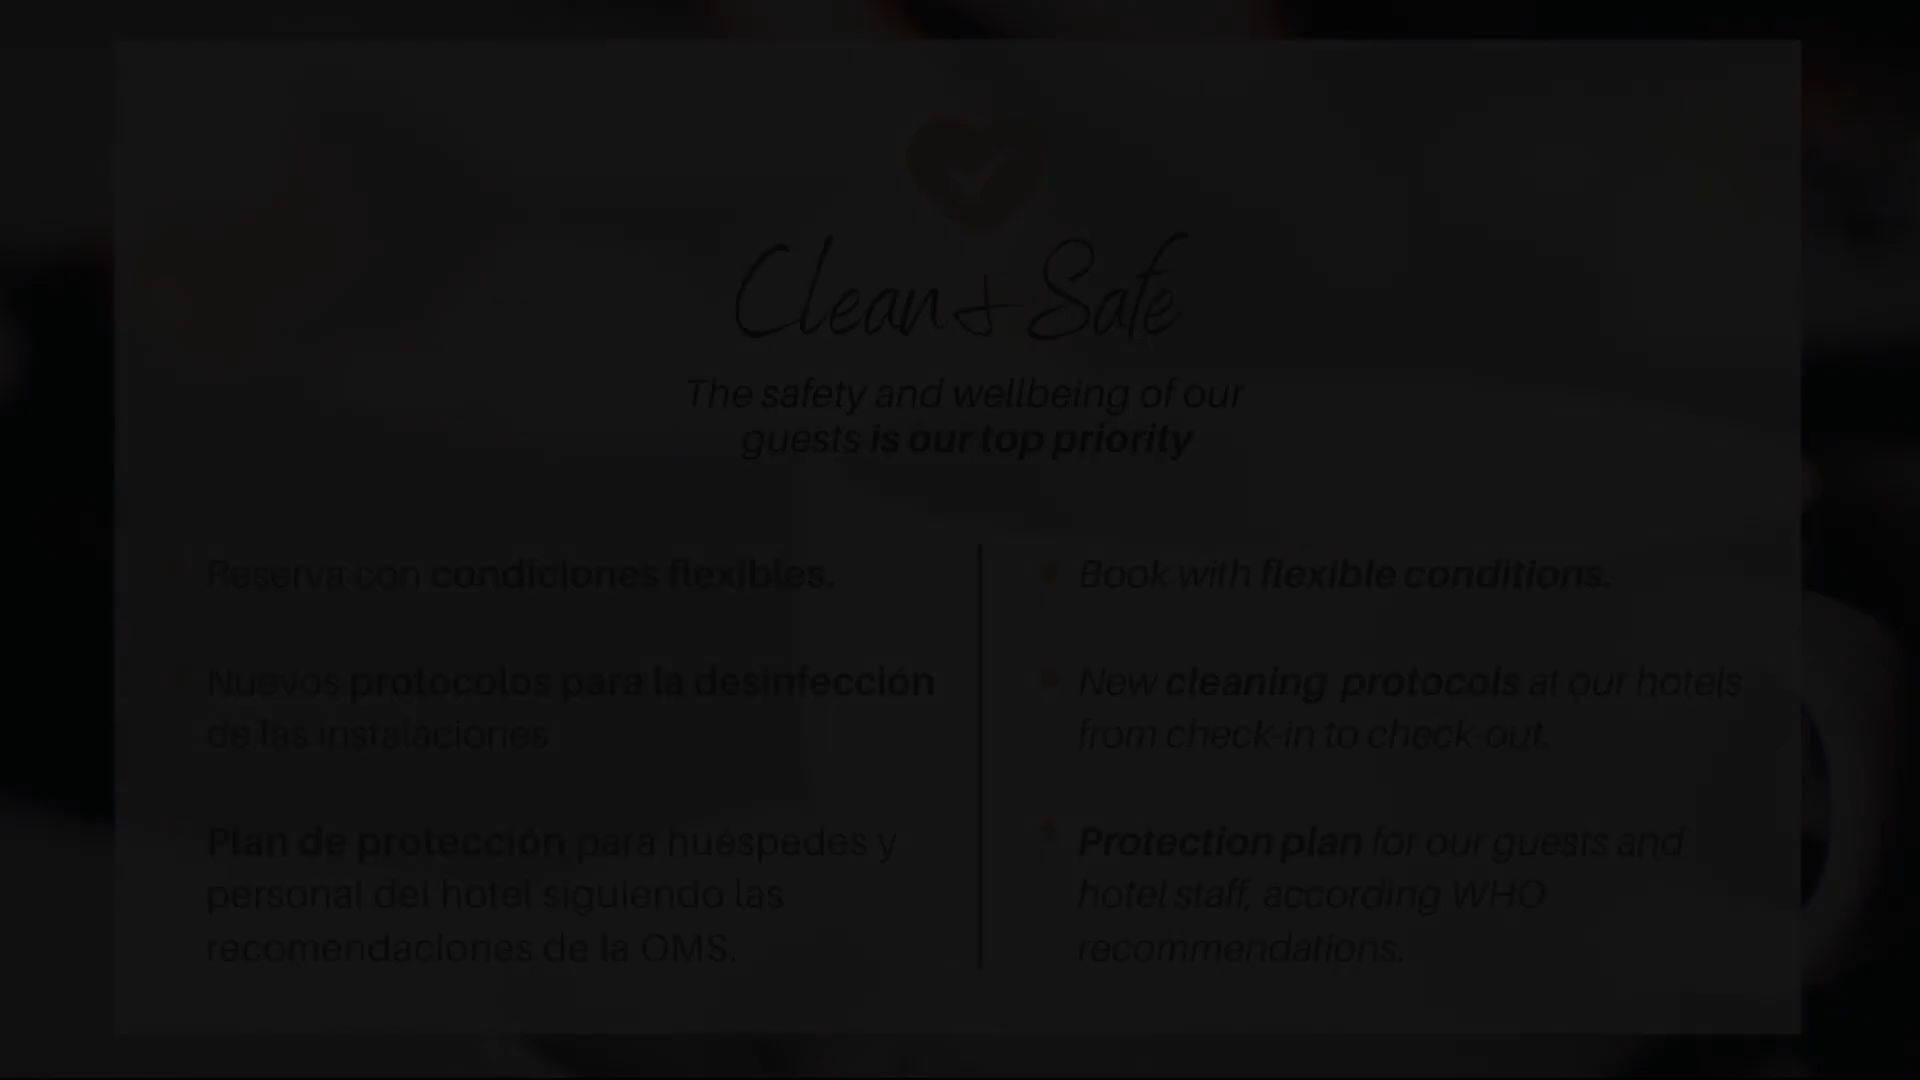 Clean + Safe
The safety and wellbeing of our
guests is our top priority
Reserva con condiciones flexibles.
Nuevos protocolos para la desinfección
de las instalaciones
Plan de protección para huéspedes y
personal del hotel siguiendo las
recomendaciones de la OMS.
Book with flexible conditions.
New cleaning protocols at our hotels
from check-in to check-out.
Protection plan for our guests and
hotel staff, according WHO
recommendations.